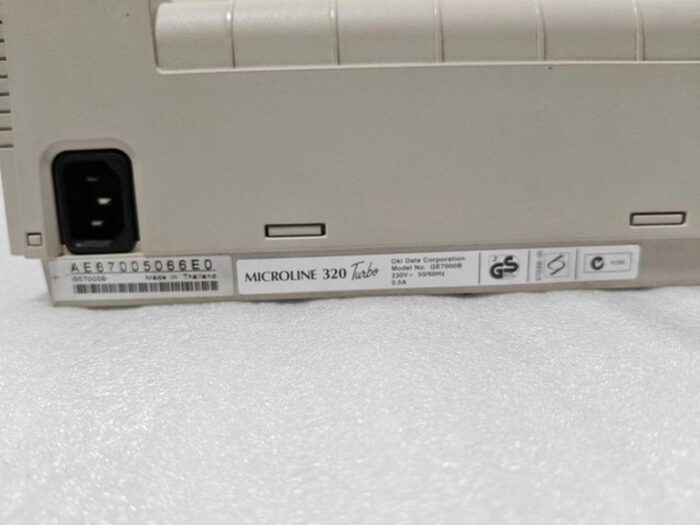 AE67005066E0
GE7000B Made in Thailand
MICROLINE 320 Turbo
Oki Data Corporation
Model No. GE7000B
230V~ 50/60Hz
0.5A
GS